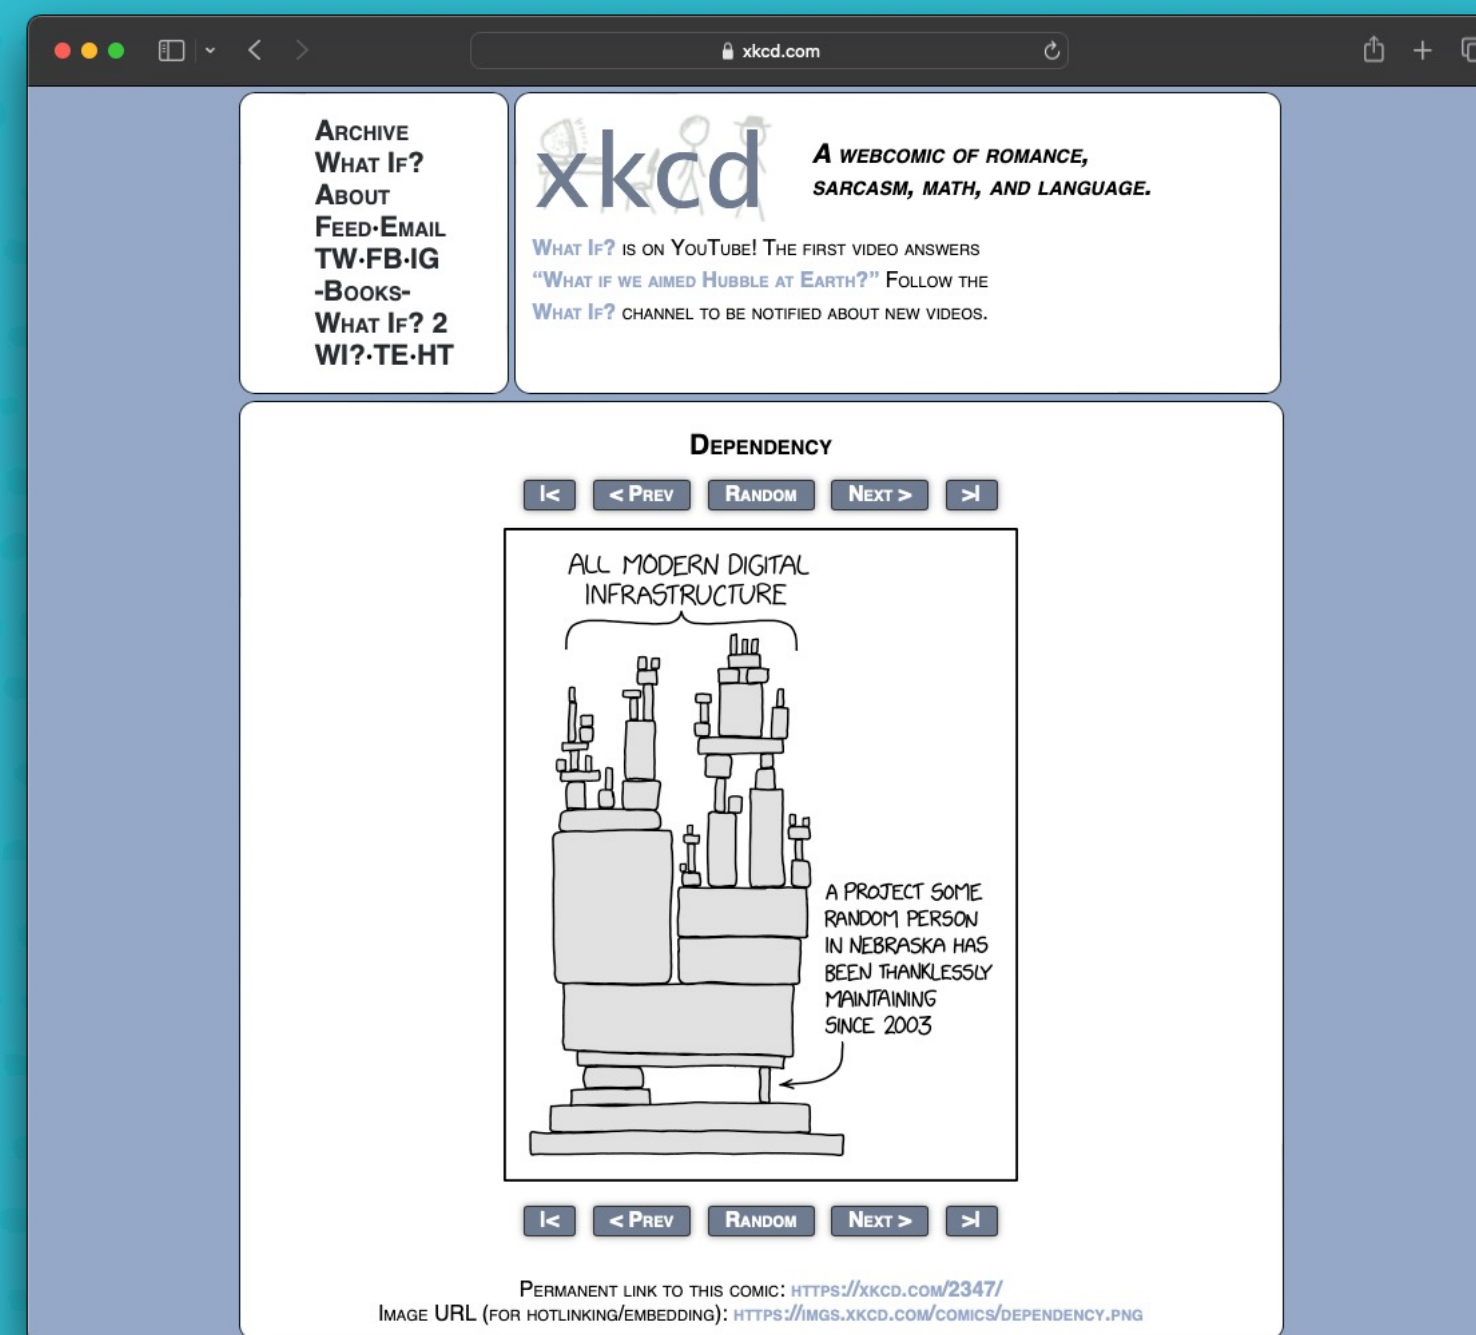 xkcd.com
Archive
What If?
About
Feed•Email
TW•FB•IG
-Books-
What If? 2
WI?•TE•HT
xkcd
A webcomic of romance,
sarcasm, math, and language.
What If? is on YouTube! The first video answers
“What if we aimed Hubble at Earth?” Follow the
What If? channel to be notified about new videos.
Dependency
|<
< Prev
Random
Next >
>|
ALL MODERN DIGITAL
INFRASTRUCTURE
A PROJECT SOME
RANDOM PERSON
IN NEBRASKA HAS
BEEN THANKLESSLY
MAINTAINING
SINCE 2003
|<
< Prev
Random
Next >
>|
Permanent link to this comic: https://xkcd.com/2347/
Image URL (for hotlinking/embedding): https://imgs.xkcd.com/comics/dependency.png